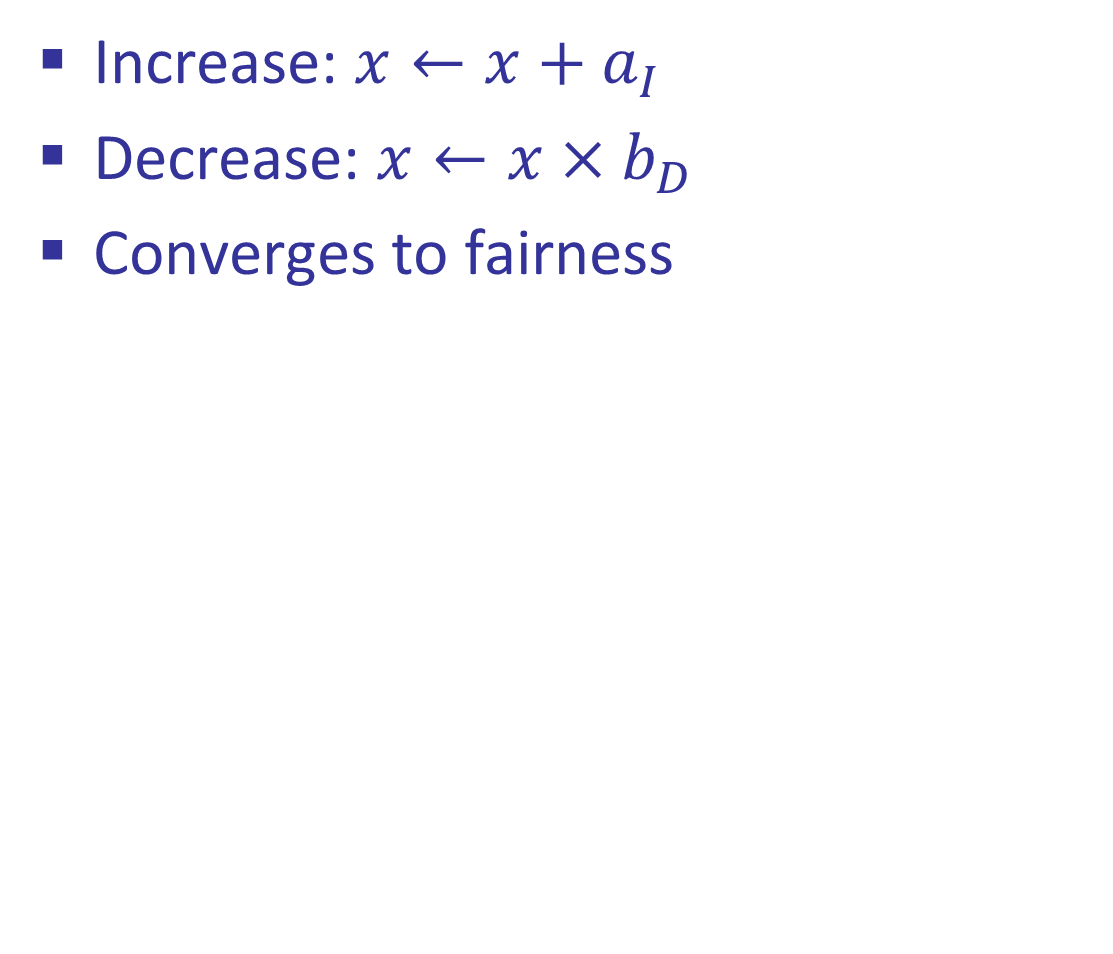 ▪ Increase: 𝑥 ← 𝑥 + 𝑎_𝐼
▪ Decrease: 𝑥 ← 𝑥 × 𝑏_𝐷
▪ Converges to fairness